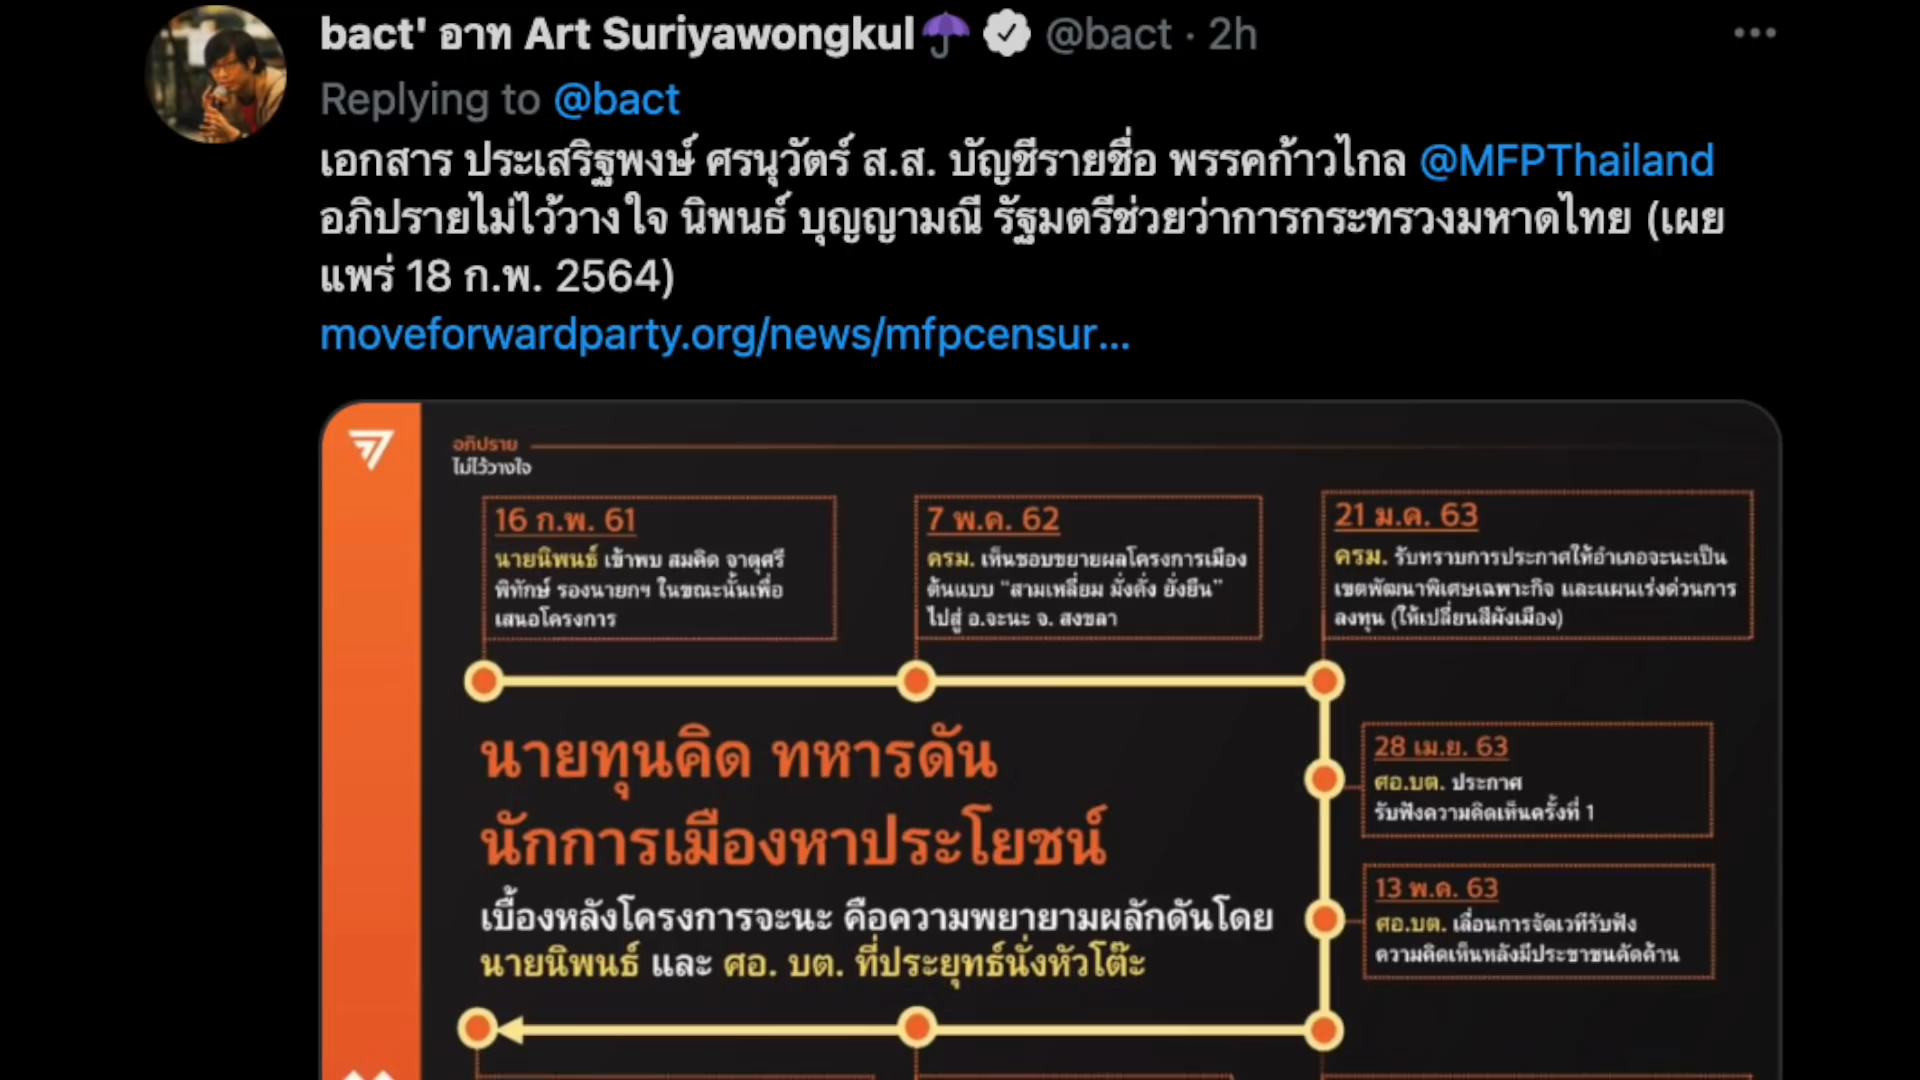 bact' อาท Art Suriyawongkul☂ @bact · 2h
Replying to @bact
เอกสาร ประเสริฐพงษ์ ศรนุวัตร์ ส.ส. บัญชีรายชื่อ พรรคก้าวไกล @MFPThailand
อภิปรายไม่ไว้วางใจ นิพนธ์ บุญญามณี รัฐมตรีช่วยว่าการกระทรวงมหาดไทย (เผย
แพร่ 18 ก.พ. 2564)
moveforwardparty.org/news/mfpcensur...
อภิปราย
ไม่ไว้วางใจ
16 ก.พ. 61
นายนิพนธ์ เข้าพบ สมคิด จาตุศรี
พิทักษ์ รองนายกฯ ในขณะนั้นเพื่อ
เสนอโครงการ
7 พ.ค. 62
ครม. เห็นชอบขยายผลโครงการเมือง
ต้นแบบ “สามเหลี่ยม มั่งคั่ง ยั่งยืน”
ไปสู่ อ.จะนะ จ. สงขลา
21 ม.ค. 63
ครม. รับทราบการประกาศให้อำเภอจะนะเป็น
เขตพัฒนาพิเศษเฉพาะกิจ และแผนเร่งด่วนการ
ลงทุน (ให้เปลี่ยนสีผังเมือง)
นายทุนคิด ทหารดัน
นักการเมืองหาประโยชน์
เบื้องหลังโครงการจะนะ คือความพยายามผลักดันโดย
นายนิพนธ์ และ ศอ. บต. ที่ประยุทธ์นั่งหัวโต๊ะ
28 เม.ย. 63
ศอ.บต. ประกาศ
รับฟังความคิดเห็นครั้งที่ 1
13 พ.ค. 63
ศอ.บต. เลื่อนการจัดเวทีรับฟัง
ความคิดเห็นหลังมีประชาชนคัดค้าน